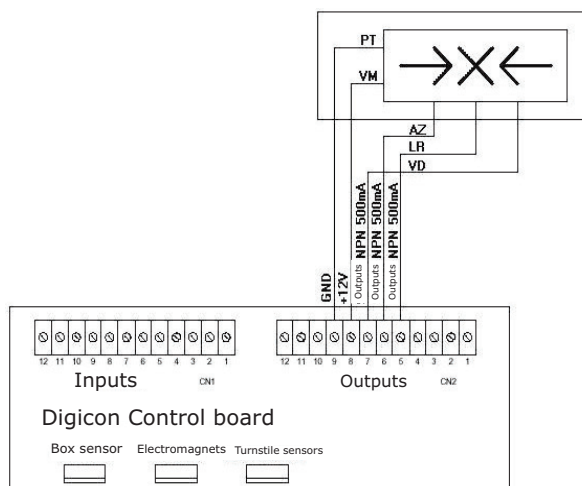 PT
VM
AZ
LR
VD
GND
+12V
Outputs NPN 500mA
Outputs NPN 500mA
Outputs NPN 500mA
12 11 10 9 8 7 6 5 4 3 2 1
12 11 10 9 8 7 6 5 4 3 2 1
Inputs CN1
Outputs CN2
Digicon Control board
Box sensor Electromagnets Turnstile sensors